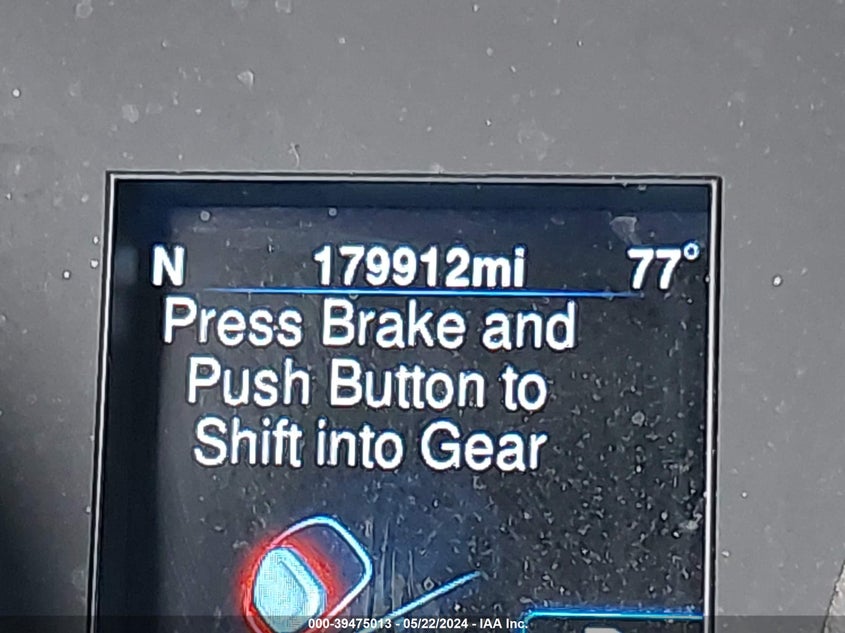 N 179912mi 77°
Press Brake and
Push Button to
Shift into Gear
000-39475013 - 05/22/2024 - IAA Inc.